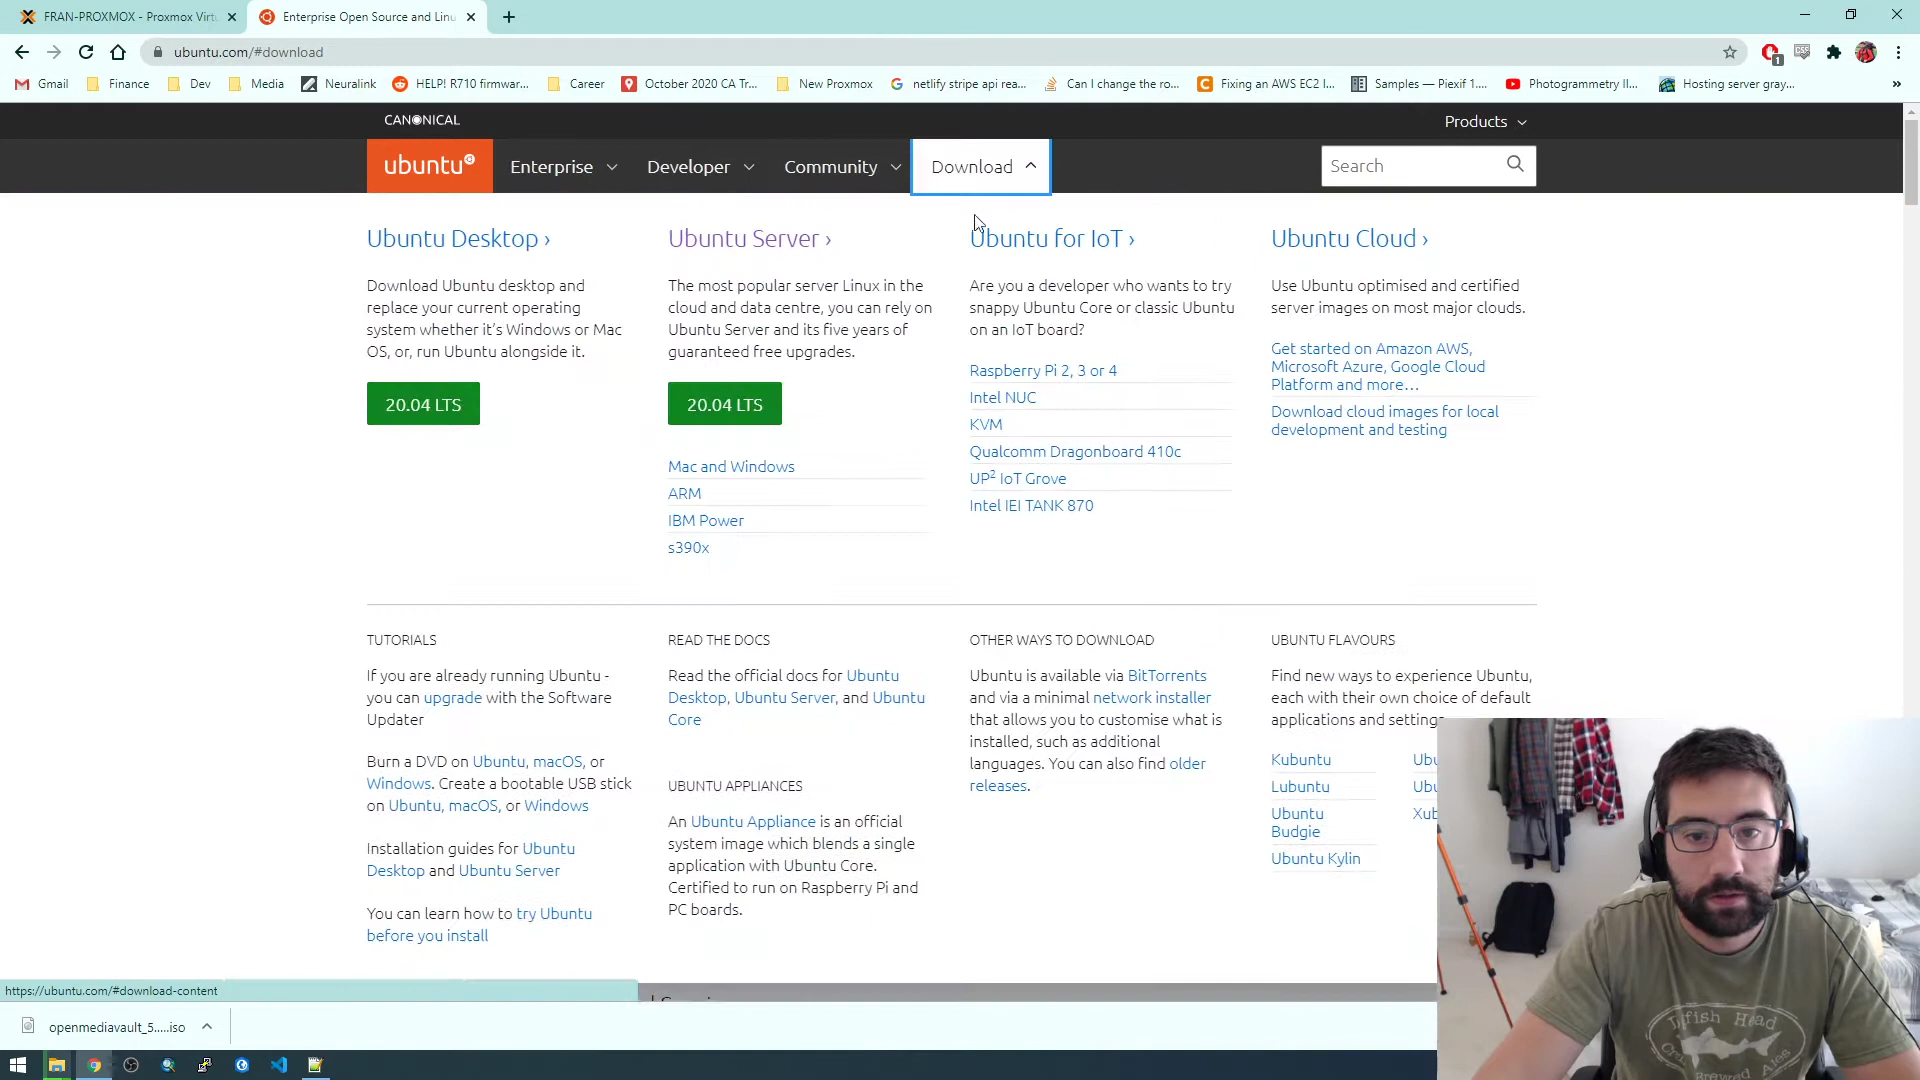 FRAN-PROXMOX - Proxmox Virtu
Enterprise Open Source and Linu
ubuntu.com/#download
1
Gmail
Finance
Dev
Media
Neuralink
HELP! R710 firmwar...
Career
October 2020 CA Tr...
New Proxmox
netlify stripe api rea...
Can I change the ro...
Fixing an AWS EC2 I...
Samples — Piexif 1....
Photogrammetry II...
Hosting server gray...
»
CANONICAL
Products
ubuntu
Enterprise
Developer
Community
Download
Search
Ubuntu Desktop ›
Download Ubuntu desktop and
replace your current operating
system whether it's Windows or Mac
OS, or, run Ubuntu alongside it.
20.04 LTS
Ubuntu Server ›
The most popular server Linux in the
cloud and data centre, you can rely on
Ubuntu Server and its five years of
guaranteed free upgrades.
20.04 LTS
Mac and Windows
ARM
IBM Power
s390x
Ubuntu for IoT ›
Are you a developer who wants to try
snappy Ubuntu Core or classic Ubuntu
on an IoT board?
Raspberry Pi 2, 3 or 4
Intel NUC
KVM
Qualcomm Dragonboard 410c
UP² IoT Grove
Intel IEI TANK 870
Ubuntu Cloud ›
Use Ubuntu optimised and certified
server images on most major clouds.
Get started on Amazon AWS,
Microsoft Azure, Google Cloud
Platform and more...
Download cloud images for local
development and testing
TUTORIALS
If you are already running Ubuntu -
you can upgrade with the Software
Updater
Burn a DVD on Ubuntu, macOS, or
Windows. Create a bootable USB stick
on Ubuntu, macOS, or Windows
Installation guides for Ubuntu
Desktop and Ubuntu Server
You can learn how to try Ubuntu
before you install
READ THE DOCS
Read the official docs for Ubuntu
Desktop, Ubuntu Server, and Ubuntu
Core
UBUNTU APPLIANCES
An Ubuntu Appliance is an official
system image which blends a single
application with Ubuntu Core.
Certified to run on Raspberry Pi and
PC boards.
OTHER WAYS TO DOWNLOAD
Ubuntu is available via BitTorrents
and via a minimal network installer
that allows you to customise what is
installed, such as additional
languages. You can also find older
releases.
UBUNTU FLAVOURS
Find new ways to experience Ubuntu,
each with their own choice of default
applications and settings
Kubuntu
Lubuntu
Ubuntu
Budgie
Ubuntu Kylin
Ubu
Ubu
Xub
https://ubuntu.com/#download-content
openmediavault_5.....iso
Head
Brewed Ales